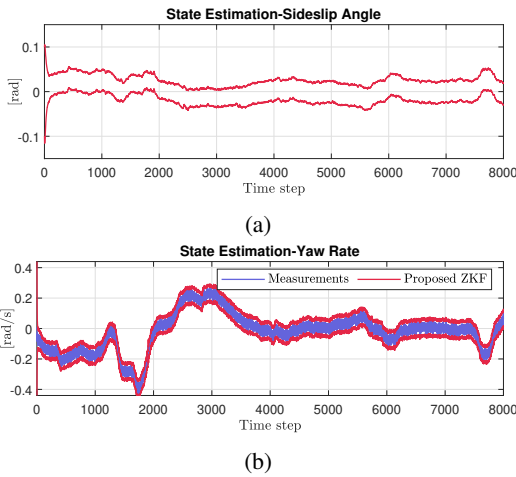 State Estimation-Sideslip Angle
0.1
0
-0.1
[rad]
0 1000 2000 3000 4000 5000 6000 7000 8000
Time step
(a)
State Estimation-Yaw Rate
Measurements Proposed ZKF
0.4
0.2
0
-0.2
-0.4
[rad/s]
0 1000 2000 3000 4000 5000 6000 7000 8000
Time step
(b)